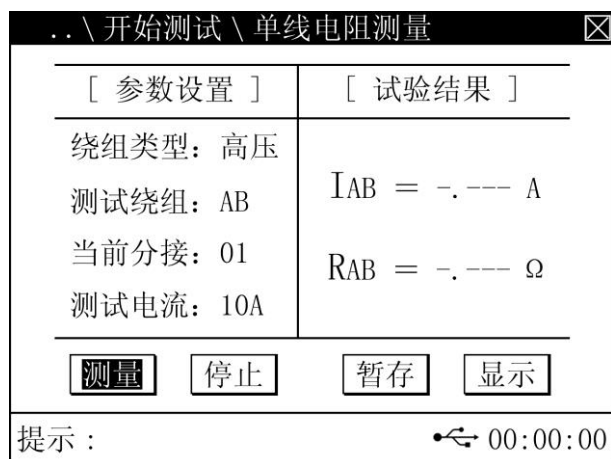 ..\开始测试\单线电阻测量
[ 参数设置 ] [ 试验结果 ]
绕组类型：高压
测试绕组：AB
当前分接：01
测试电流：10A
IAB = -.--- A
RAB = -.--- Ω
测量 停止 暂存 显示
提示： 00:00:00